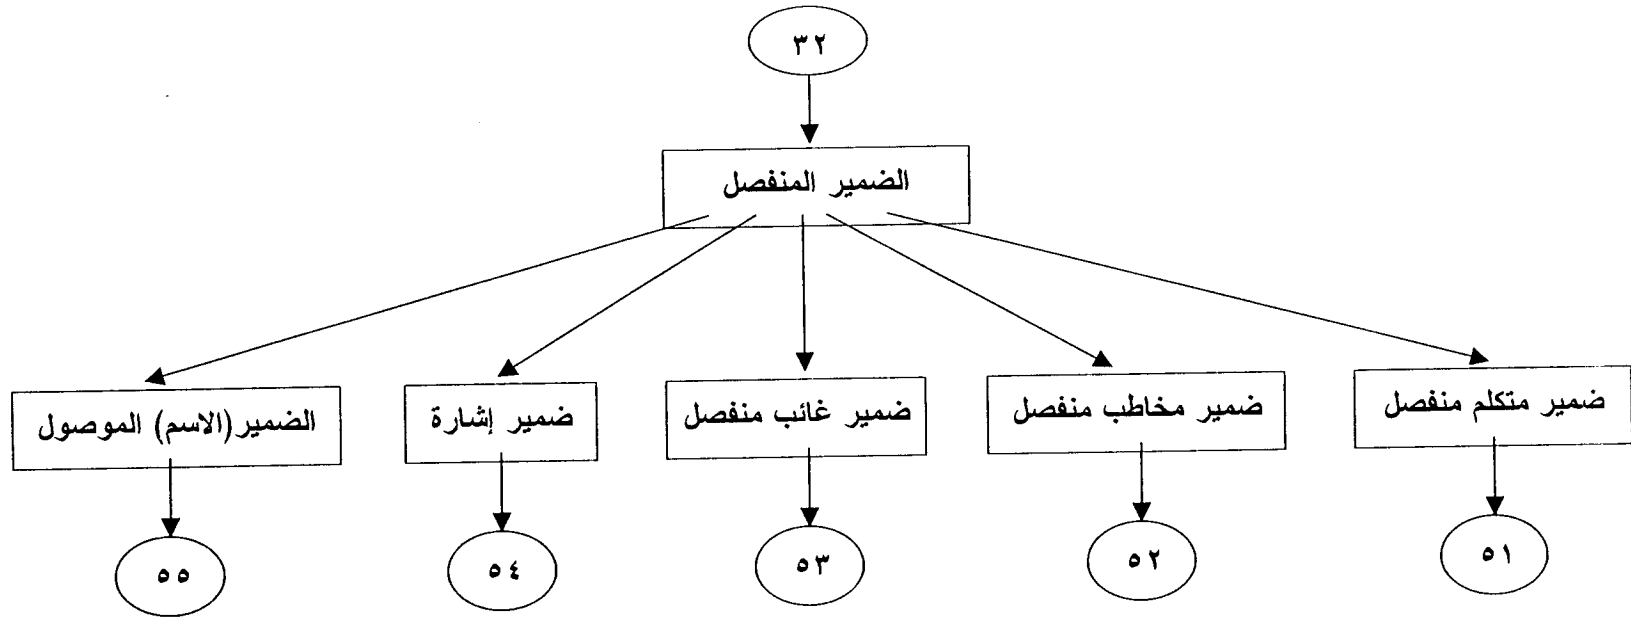 ٣٢
الضمير المنفصل
ضمير متكلم منفصل
ضمير مخاطب منفصل
ضمير غائب منفصل
ضمير إشارة
الضمير(الاسم) الموصول
٥١
٥٢
٥٣
٥٤
٥٥